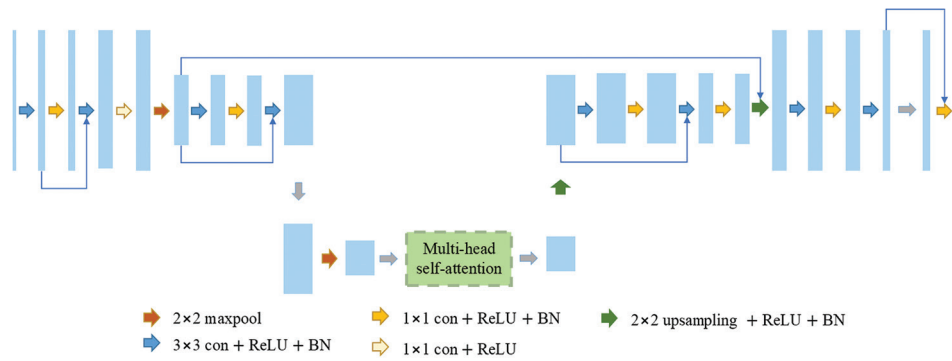 Multi-head
self-attention
2×2 maxpool
1×1 con + ReLU + BN
2×2 upsampling + ReLU + BN
3×3 con + ReLU + BN
1×1 con + ReLU